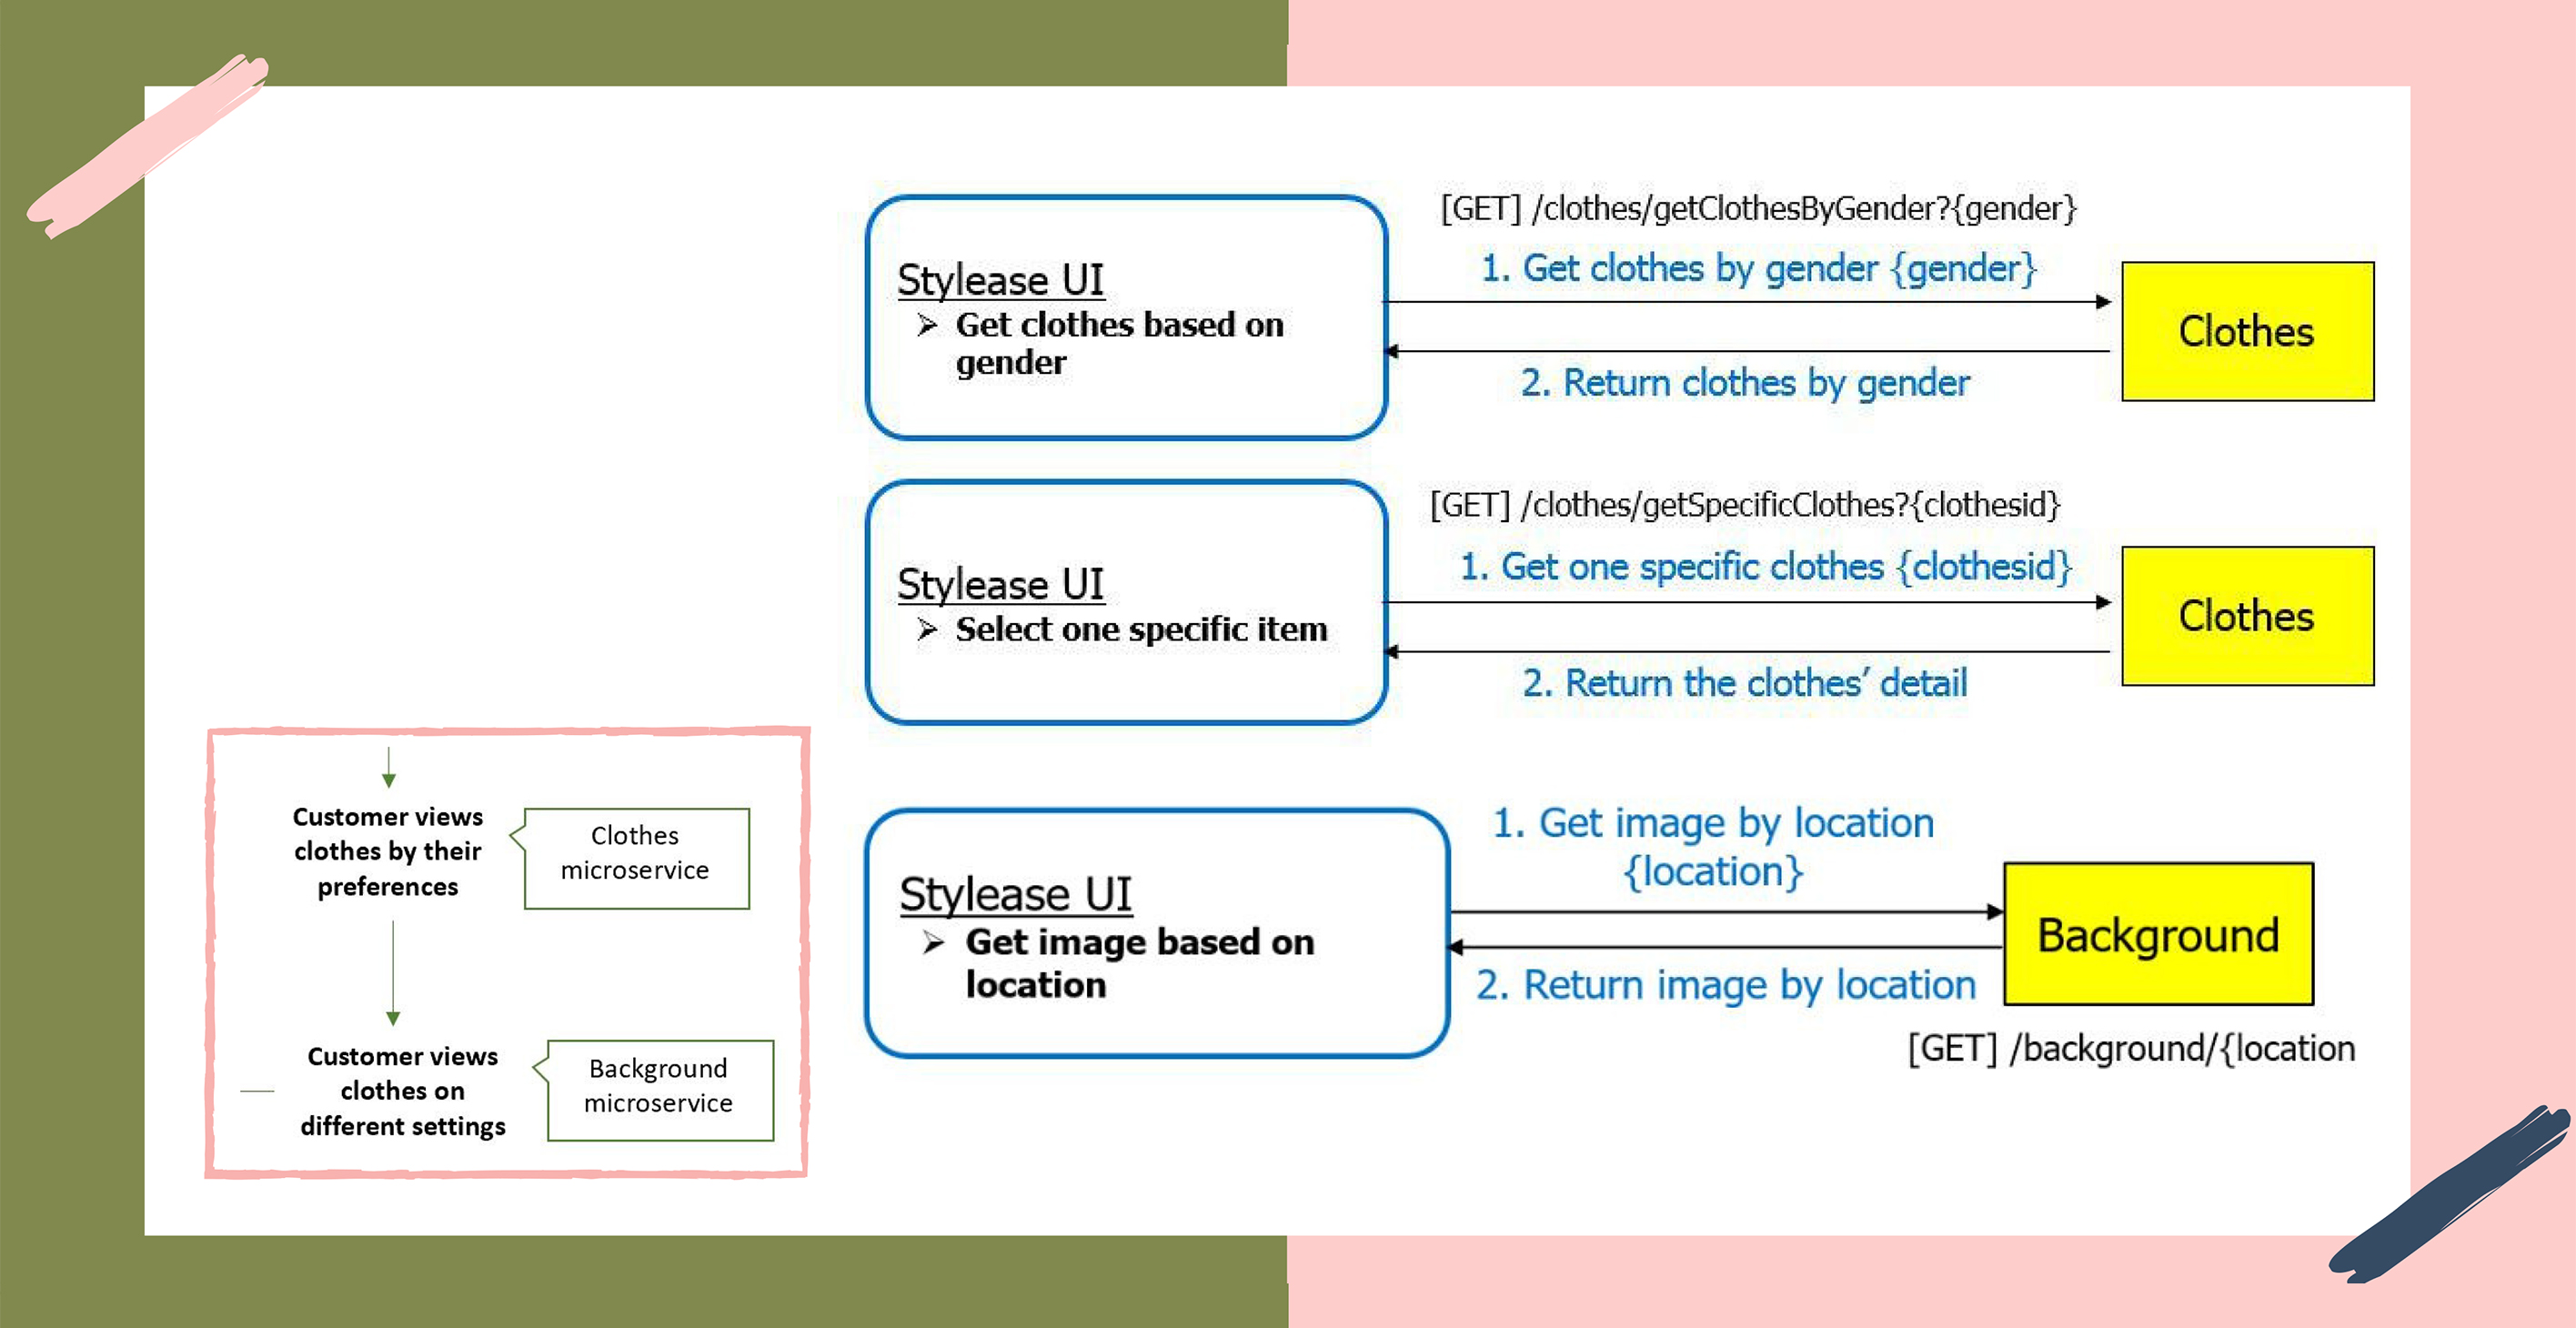 [GET] /clothes/getClothesByGender?{gender}
1. Get clothes by gender {gender}
Stylease UI
➢ Get clothes based on
gender
Clothes
2. Return clothes by gender
[GET] /clothes/getSpecificClothes?{clothesid}
1. Get one specific clothes {clothesid}
Stylease UI
➢ Select one specific item
Clothes
2. Return the clothes’ detail
Customer views
clothes by their
preferences
Clothes
microservice
Customer views
clothes on
different settings
Background
microservice
1. Get image by location
{location}
Stylease UI
➢ Get image based on
location
Background
2. Return image by location
[GET] /background/{location